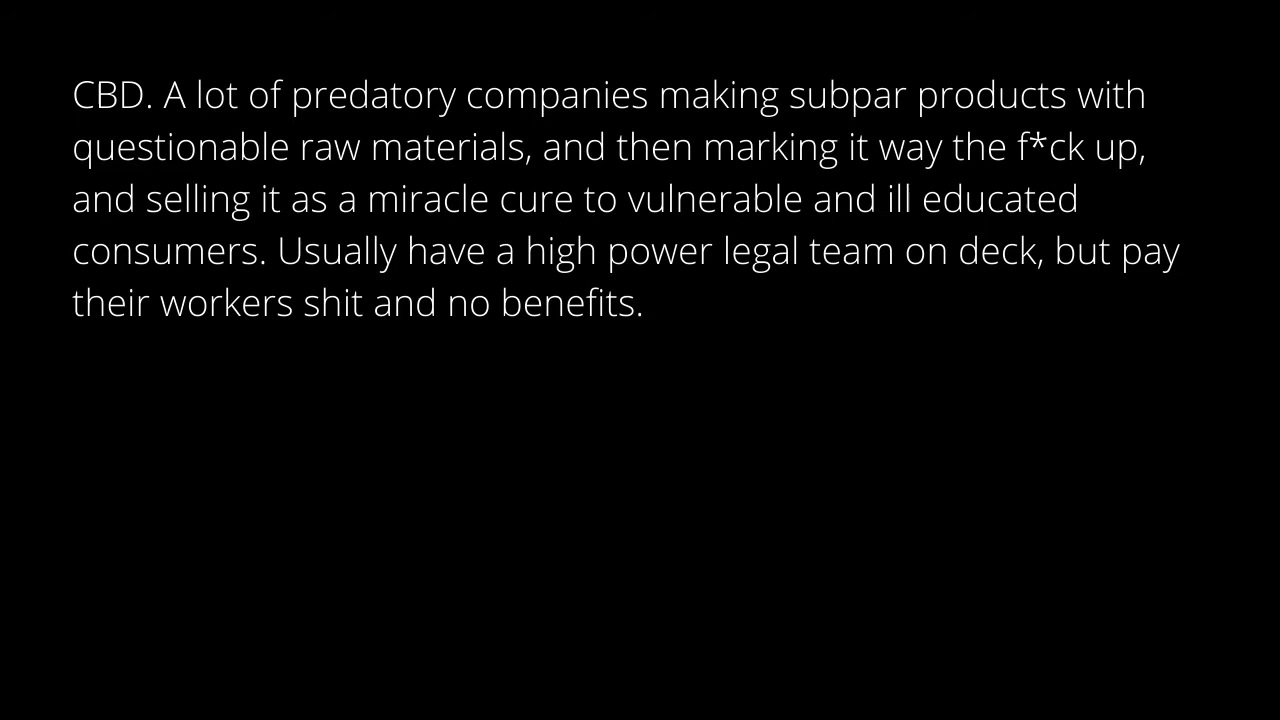 CBD. A lot of predatory companies making subpar products with
questionable raw materials, and then marking it way the f*ck up,
and selling it as a miracle cure to vulnerable and ill educated
consumers. Usually have a high power legal team on deck, but pay
their workers shit and no benefits.